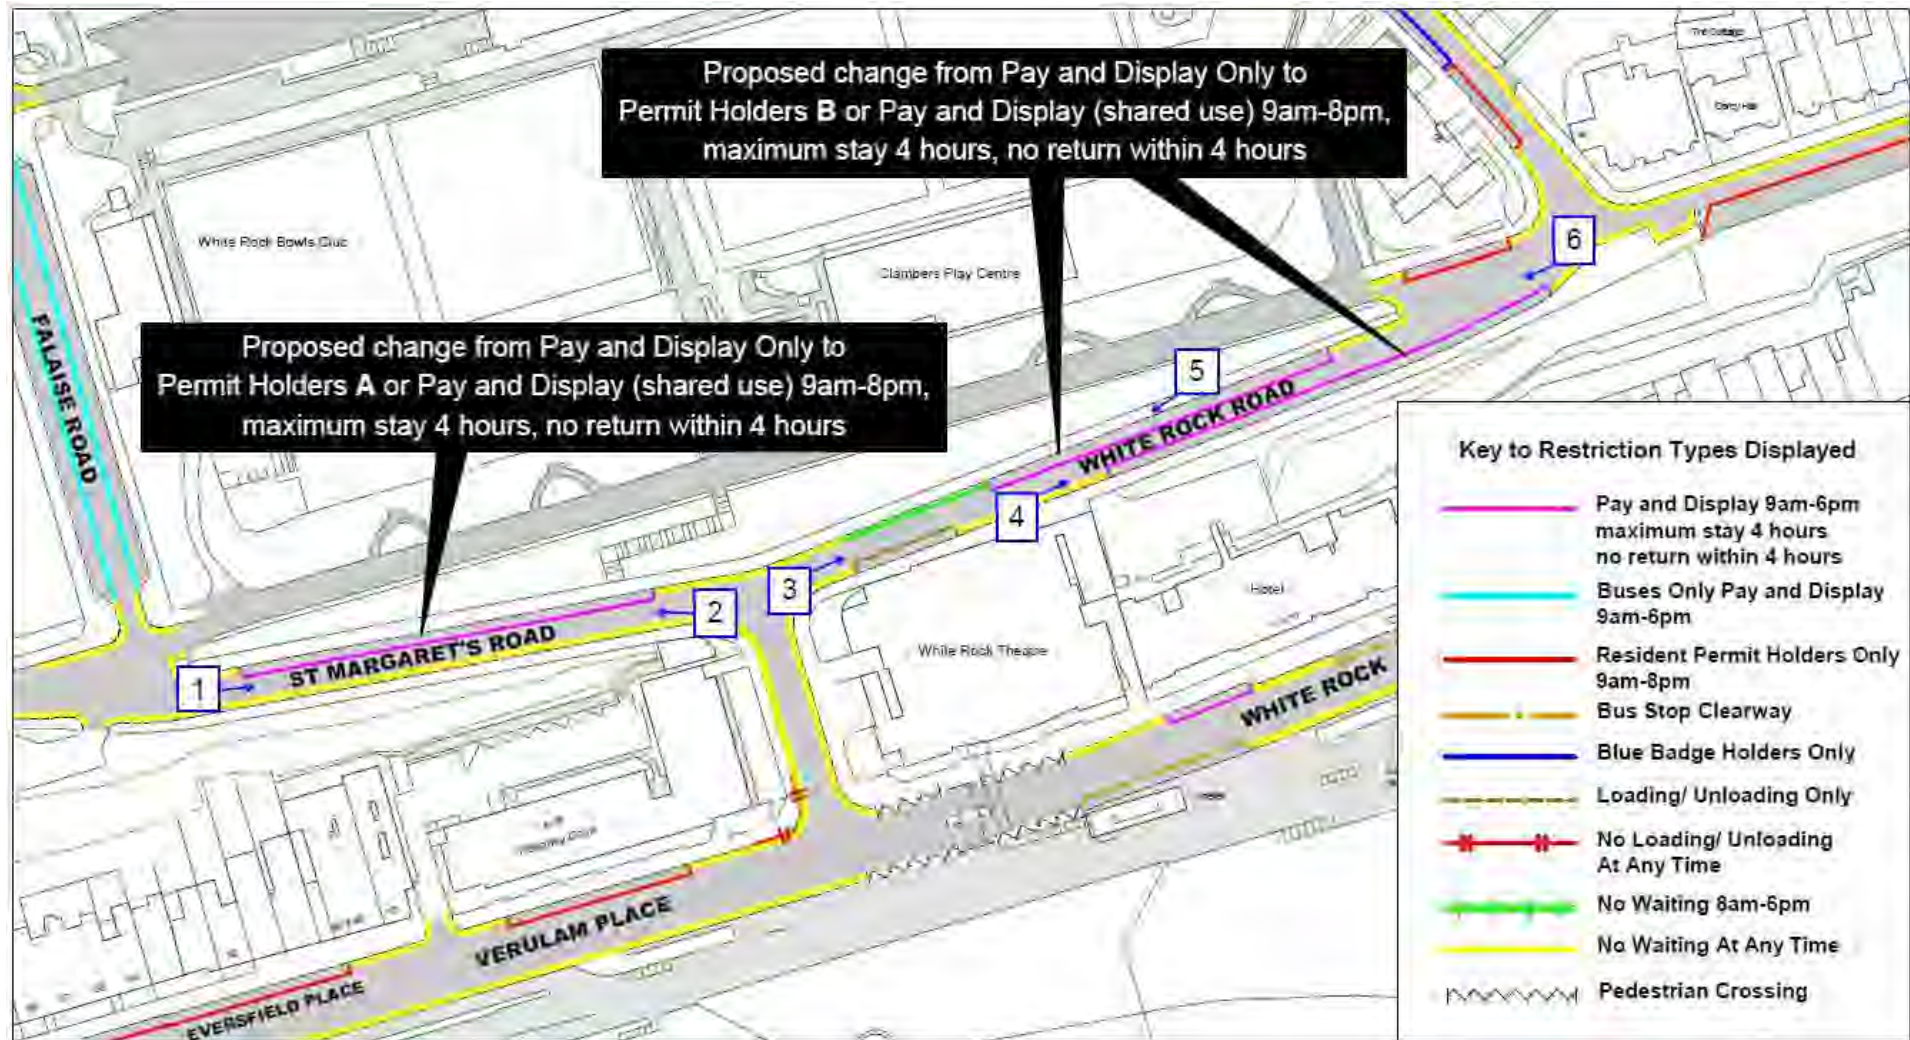 Proposed change from Pay and Display Only to
Permit Holders B or Pay and Display (shared use) 9am-8pm,
maximum stay 4 hours, no return within 4 hours
The Cottage
White Rock Bowls Club
Clampers Play Centre
6
Proposed change from Pay and Display Only to
Permit Holders A or Pay and Display (shared use) 9am-8pm,
maximum stay 4 hours, no return within 4 hours
FALAISE ROAD
5
WHITE ROCK ROAD
4
3
2
1
ST MARGARET'S ROAD
Hotel
White Rock Theatre
WHITE ROCK
VERULAM PLACE
EVERSFIELD PLACE
Key to Restriction Types Displayed
Pay and Display 9am-6pm
maximum stay 4 hours
no return within 4 hours
Buses Only Pay and Display
9am-6pm
Resident Permit Holders Only
9am-8pm
Bus Stop Clearway
Blue Badge Holders Only
Loading/ Unloading Only
No Loading/ Unloading
At Any Time
No Waiting 8am-6pm
No Waiting At Any Time
Pedestrian Crossing